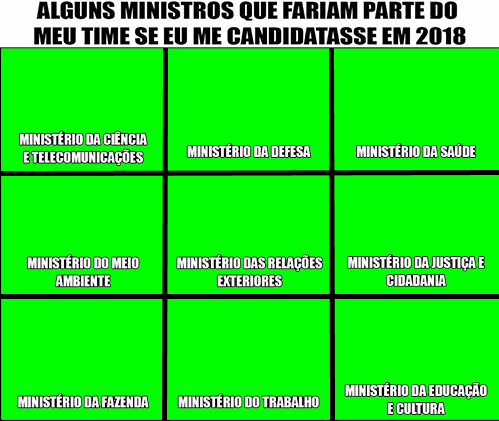 ALGUNS MINISTROS QUE FARIAM PARTE DO
MEU TIME SE EU ME CANDIDATASSE EM 2018
MINISTÉRIO DA CIÊNCIA
E TELECOMUNICAÇÕES
MINISTÉRIO DA DEFESA
MINISTÉRIO DA SAÚDE
MINISTÉRIO DO MEIO
AMBIENTE
MINISTÉRIO DAS RELAÇÕES
EXTERIORES
MINISTÉRIO DA JUSTIÇA E
CIDADANIA
MINISTÉRIO DA FAZENDA
MINISTÉRIO DO TRABALHO
MINISTÉRIO DA EDUCAÇÃO
E CULTURA